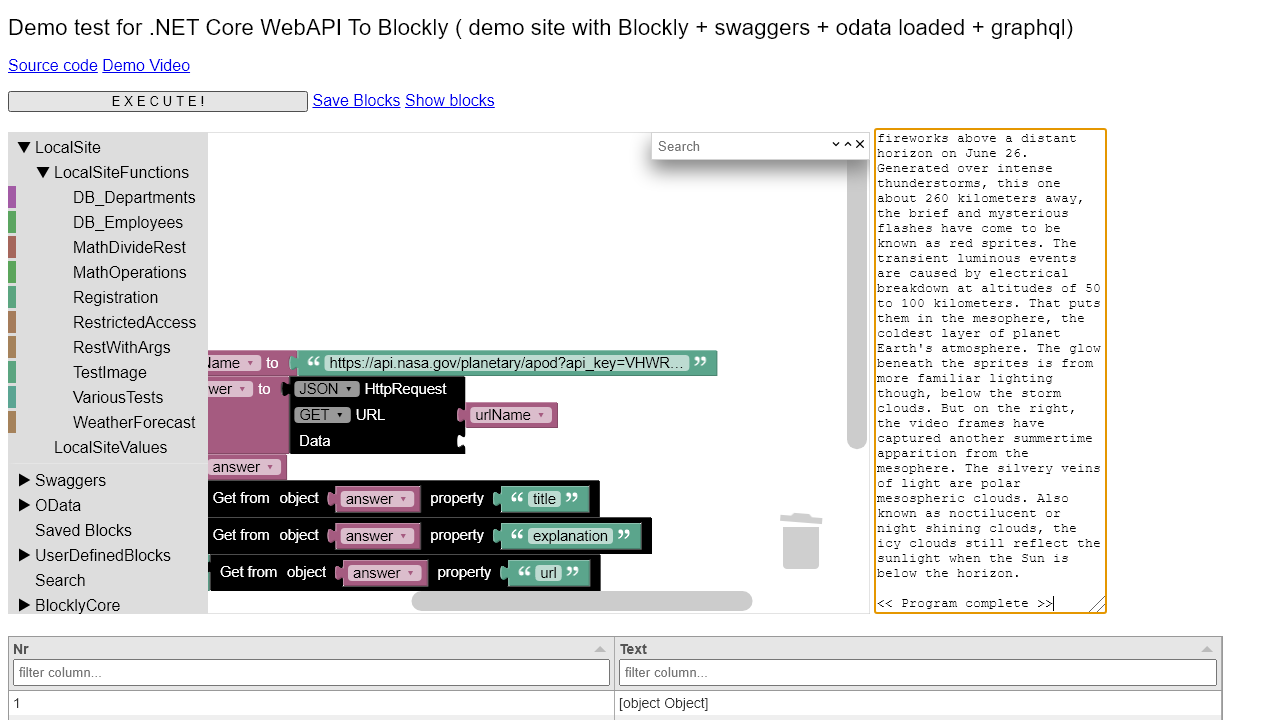 Demo test for .NET Core WebAPI To Blockly ( demo site with Blockly + swaggers + odata loaded + graphql)
Source code Demo Video
E X E C U T E !
Save Blocks Show blocks
LocalSite
LocalSiteFunctions
DB_Departments
DB_Employees
MathDivideRest
MathOperations
Registration
RestrictedAccess
RestWithArgs
TestImage
VariousTests
WeatherForecast
LocalSiteValues
Swaggers
OData
Saved Blocks
UserDefinedBlocks
Search
BlocklyCore
Search
Name to “ https://api.nasa.gov/planetary/apod?api_key=VHWR... ”
wer to JSON HttpRequest
GET URL urlName
Data
answer
Get from object answer property “ title ”
Get from object answer property “ explanation ”
Get from object answer property “ url ”
fireworks above a distant
horizon on June 26.
Generated over intense
thunderstorms, this one
about 260 kilometers away,
the brief and mysterious
flashes have come to be
known as red sprites. The
transient luminous events
are caused by electrical
breakdown at altitudes of 50
to 100 kilometers. That puts
them in the mesophere, the
coldest layer of planet
Earth's atmosphere. The glow
beneath the sprites is from
more familiar lighting
though, below the storm
clouds. But on the right,
the video frames have
captured another summertime
apparition from the
mesophere. The silvery veins
of light are polar
mesospheric clouds. Also
known as noctilucent or
night shining clouds, the
icy clouds still reflect the
sunlight when the Sun is
below the horizon.
<< Program complete >>
Nr Text
filter column... filter column...
1 [object Object]